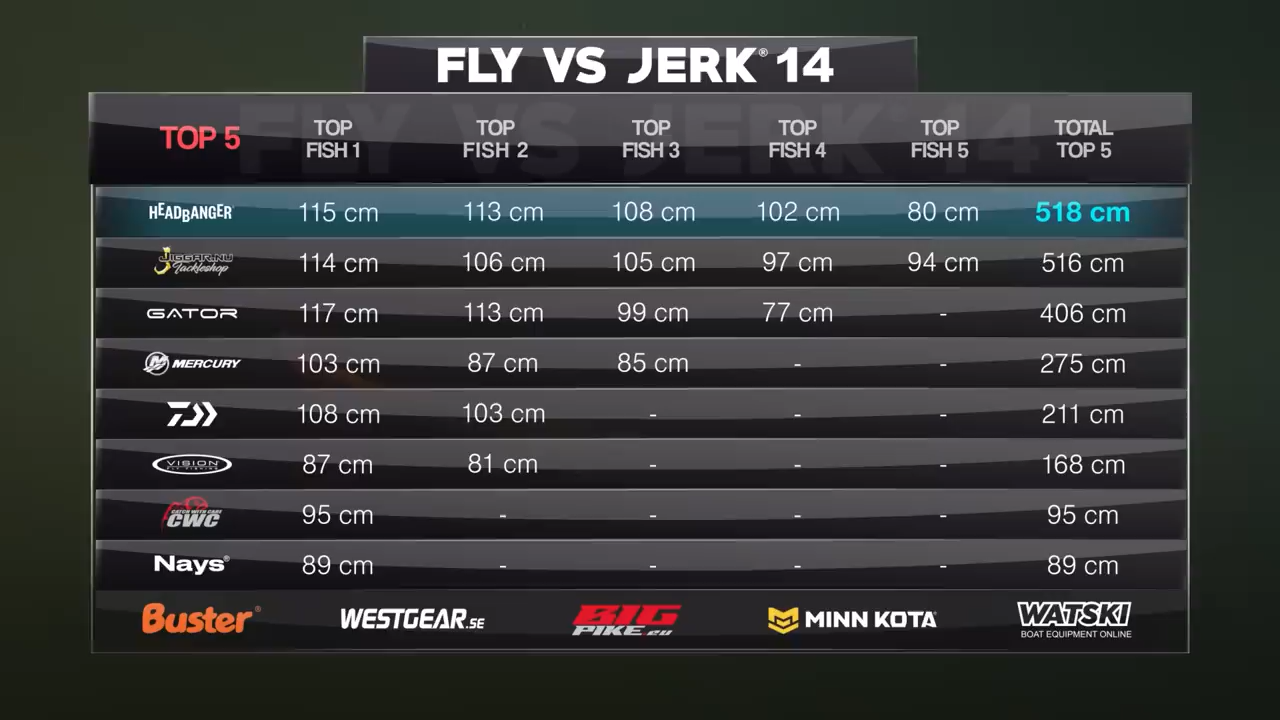 FLY VS JERK® 14
TOP 5 TOP FISH 1 TOP FISH 2 TOP FISH 3 TOP FISH 4 TOP FISH 5 TOTAL TOP 5
HEADBANGER 115 cm 113 cm 108 cm 102 cm 80 cm 518 cm
JIGGAR.NU Tackleshop 114 cm 106 cm 105 cm 97 cm 94 cm 516 cm
GATOR 117 cm 113 cm 99 cm 77 cm - 406 cm
MERCURY 103 cm 87 cm 85 cm - - 275 cm
108 cm 103 cm - - - 211 cm
VISION FLY FISHING 87 cm 81 cm - - - 168 cm
CATCH WITH CARE CWC 95 cm - - - - 95 cm
Nays® 89 cm - - - - 89 cm
Buster® WESTGEAR.SE BIG PIKE.EU MINN KOTA® WATSKI BOAT EQUIPMENT ONLINE